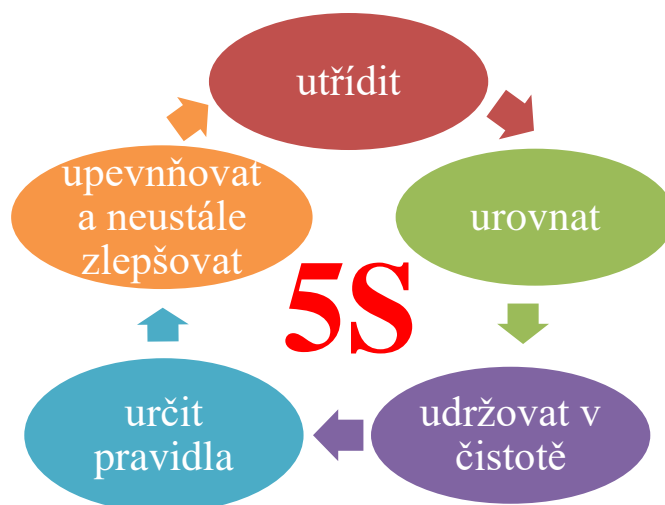 utřídit
urovnat
udržovat v
čistotě
určit
pravidla
upevnňovat
a neustále
zlepšovat
5S